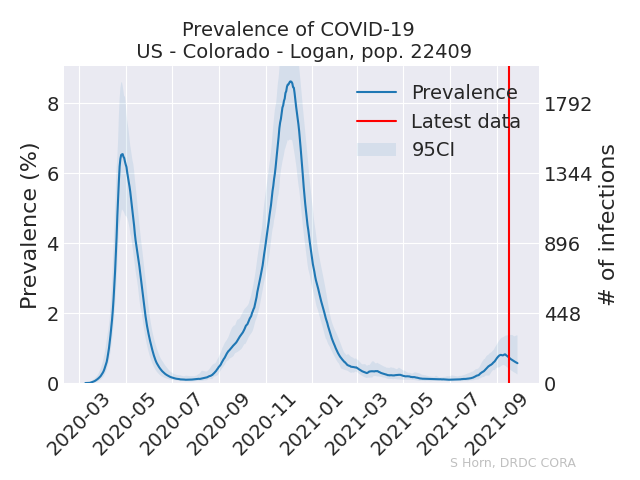 Prevalence of COVID-19
US - Colorado - Logan, pop. 22409
Prevalence
Latest data
95CI
Prevalence (%)
8
6
4
2
0
1792
1344
896
448
0
# of infections
2020-03
2020-05
2020-07
2020-09
2020-11
2021-01
2021-03
2021-05
2021-07
2021-09
S Horn, DRDC CORA